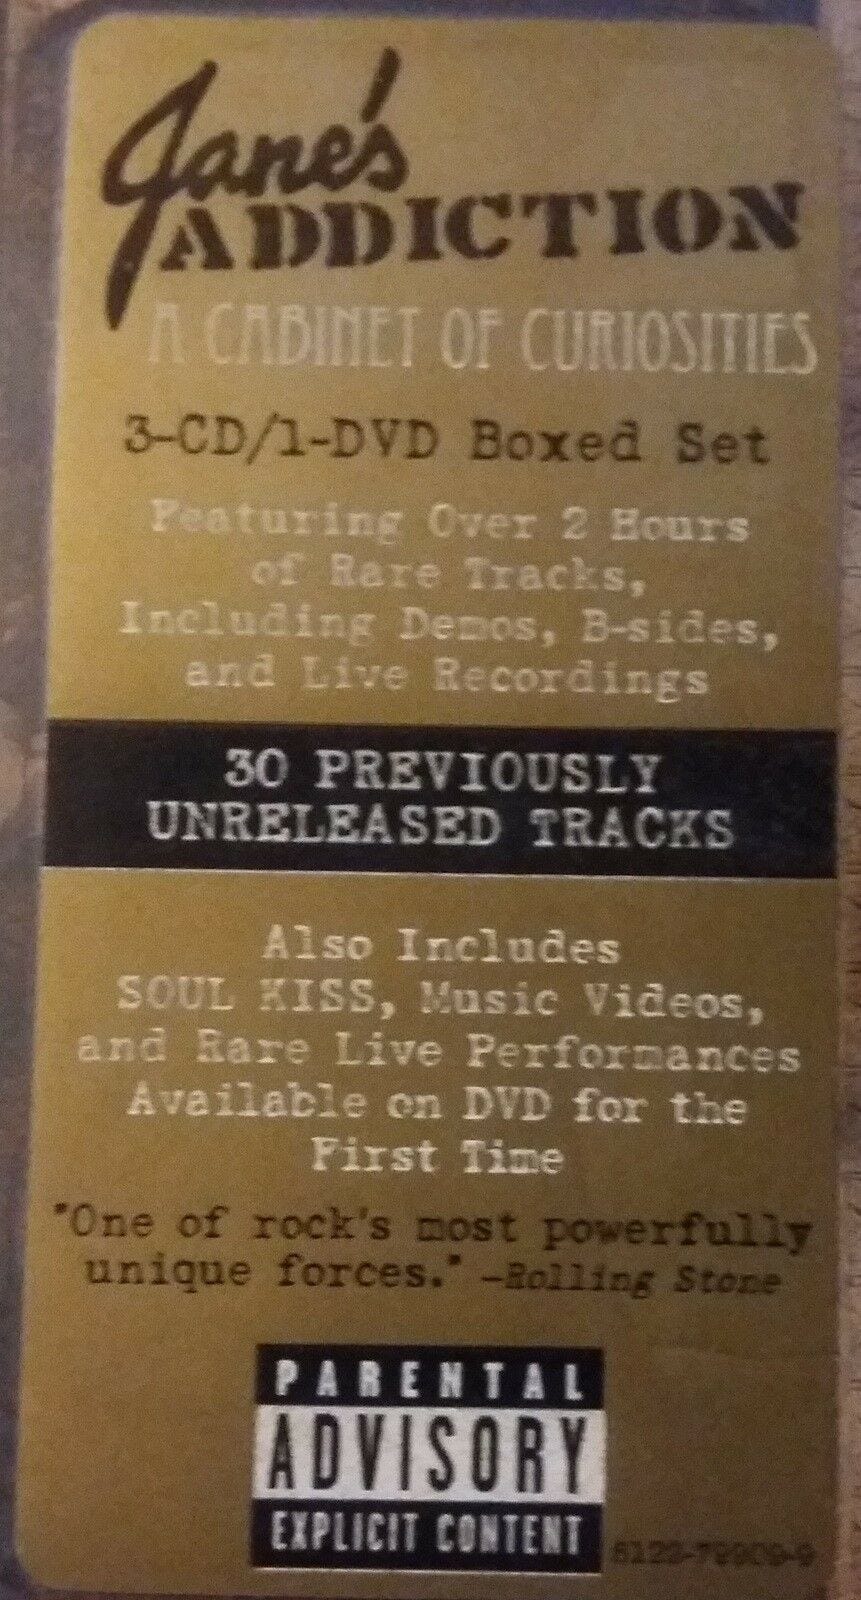 Jane's
ADDICTION
A CABINET OF CURIOSITIES
3-CD/1-DVD Boxed Set
Featuring Over 2 Hours
of Rare Tracks,
Including Demos, B-sides,
and Live Recordings
30 PREVIOUSLY
UNRELEASED TRACKS
Also Includes
SOUL KISS, Music Videos,
and Rare Live Performances
Available on DVD for the
First Time
"One of rock's most powerfully
unique forces." -Rolling Stone
PARENTAL
ADVISORY
EXPLICIT CONTENT